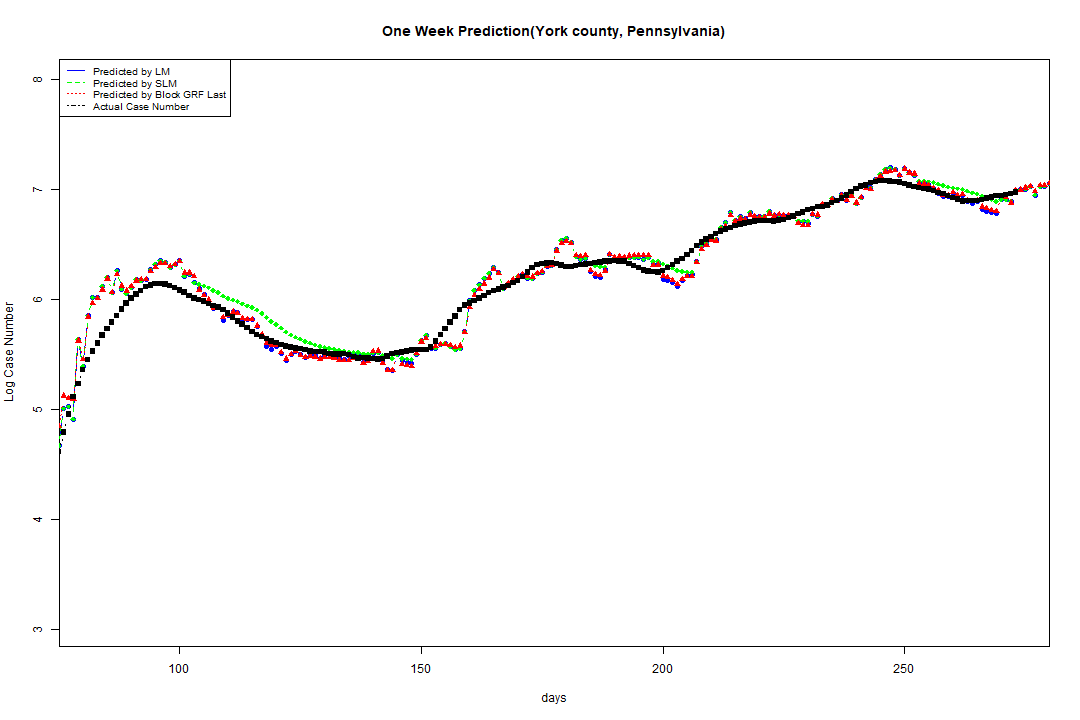 One Week Prediction(York county, Pennsylvania)
Predicted by LM
Predicted by SLM
Predicted by Block GRF Last
Actual Case Number
8
7
6
5
4
3
Log Case Number
100 150 200 250
days